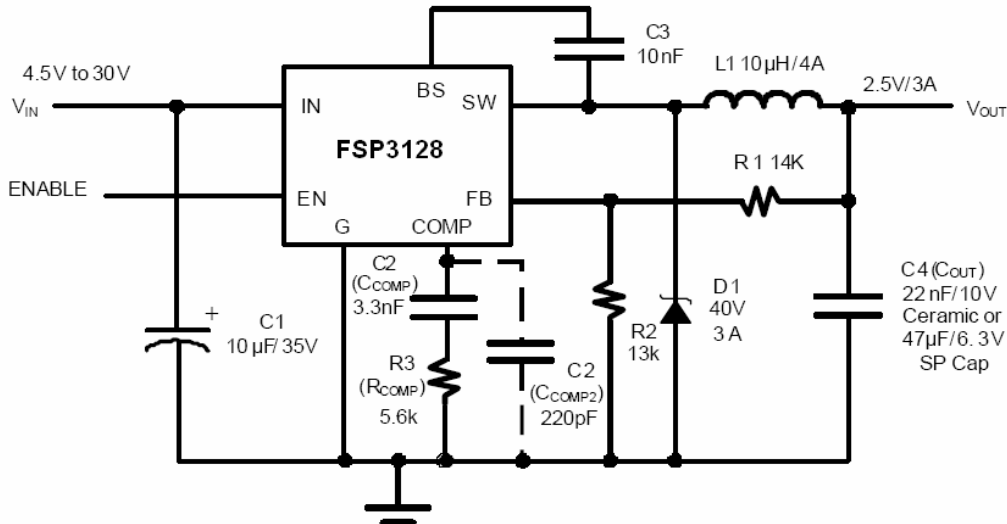 4.5V to 30V
VIN
ENABLE
IN
BS
SW
FSP3128
EN
FB
G
COMP
C3
10nF
L1 10µH/4A
2.5V/3A
VOUT
R1 14K
C1
10µF/35V
C2
(CCOMP)
3.3nF
R3
(RCOMP)
5.6k
C2
(CCOMP2)
220pF
R2
13k
D1
40V
3A
C4(COUT)
22nF/10V
Ceramic or
47µF/6.3V
SP Cap
+